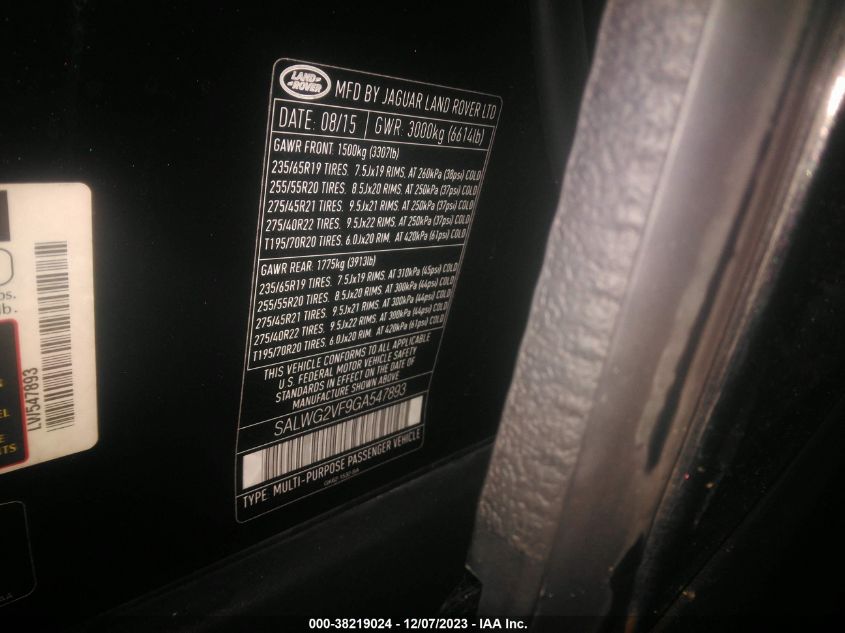 LAND
ROVER
MFD BY JAGUAR LAND ROVER LTD
DATE: 08/15 GWR: 3000kg (6614lb)
GAWR FRONT: 1500kg (3307lb)
235/65R19 TIRES, 7.5Jx19 RIMS, AT 260kPa (38psi) COLD
255/55R20 TIRES, 8.5Jx20 RIMS, AT 250kPa (37psi) COLD
275/45R21 TIRES, 9.5Jx21 RIMS, AT 250kPa (37psi) COLD
275/40R22 TIRES, 9.5Jx22 RIMS, AT 250kPa (37psi) COLD
T195/70R20 TIRES, 6.0Jx20 RIM, AT 420kPa (61psi) COLD
GAWR REAR: 1775kg (3913lb)
235/65R19 TIRES, 7.5Jx19 RIMS, AT 310kPa (45psi) COLD
255/55R20 TIRES, 8.5Jx20 RIMS, AT 300kPa (44psi) COLD
275/45R21 TIRES, 9.5Jx21 RIMS, AT 300kPa (44psi) COLD
275/40R22 TIRES, 9.5Jx22 RIMS, AT 300kPa (44psi) COLD
T195/70R20 TIRES, 6.0Jx20 RIM, AT 420kPa (61psi) COLD
THIS VEHICLE CONFORMS TO ALL APPLICABLE
U.S. FEDERAL MOTOR VEHICLE SAFETY
STANDARDS IN EFFECT ON THE DATE OF
MANUFACTURE SHOWN ABOVE.
SALWG2VF9GA547893
TYPE: MULTI-PURPOSE PASSENGER VEHICLE
lb.
LV/547893
000-38219024 - 12/07/2023 - IAA Inc.